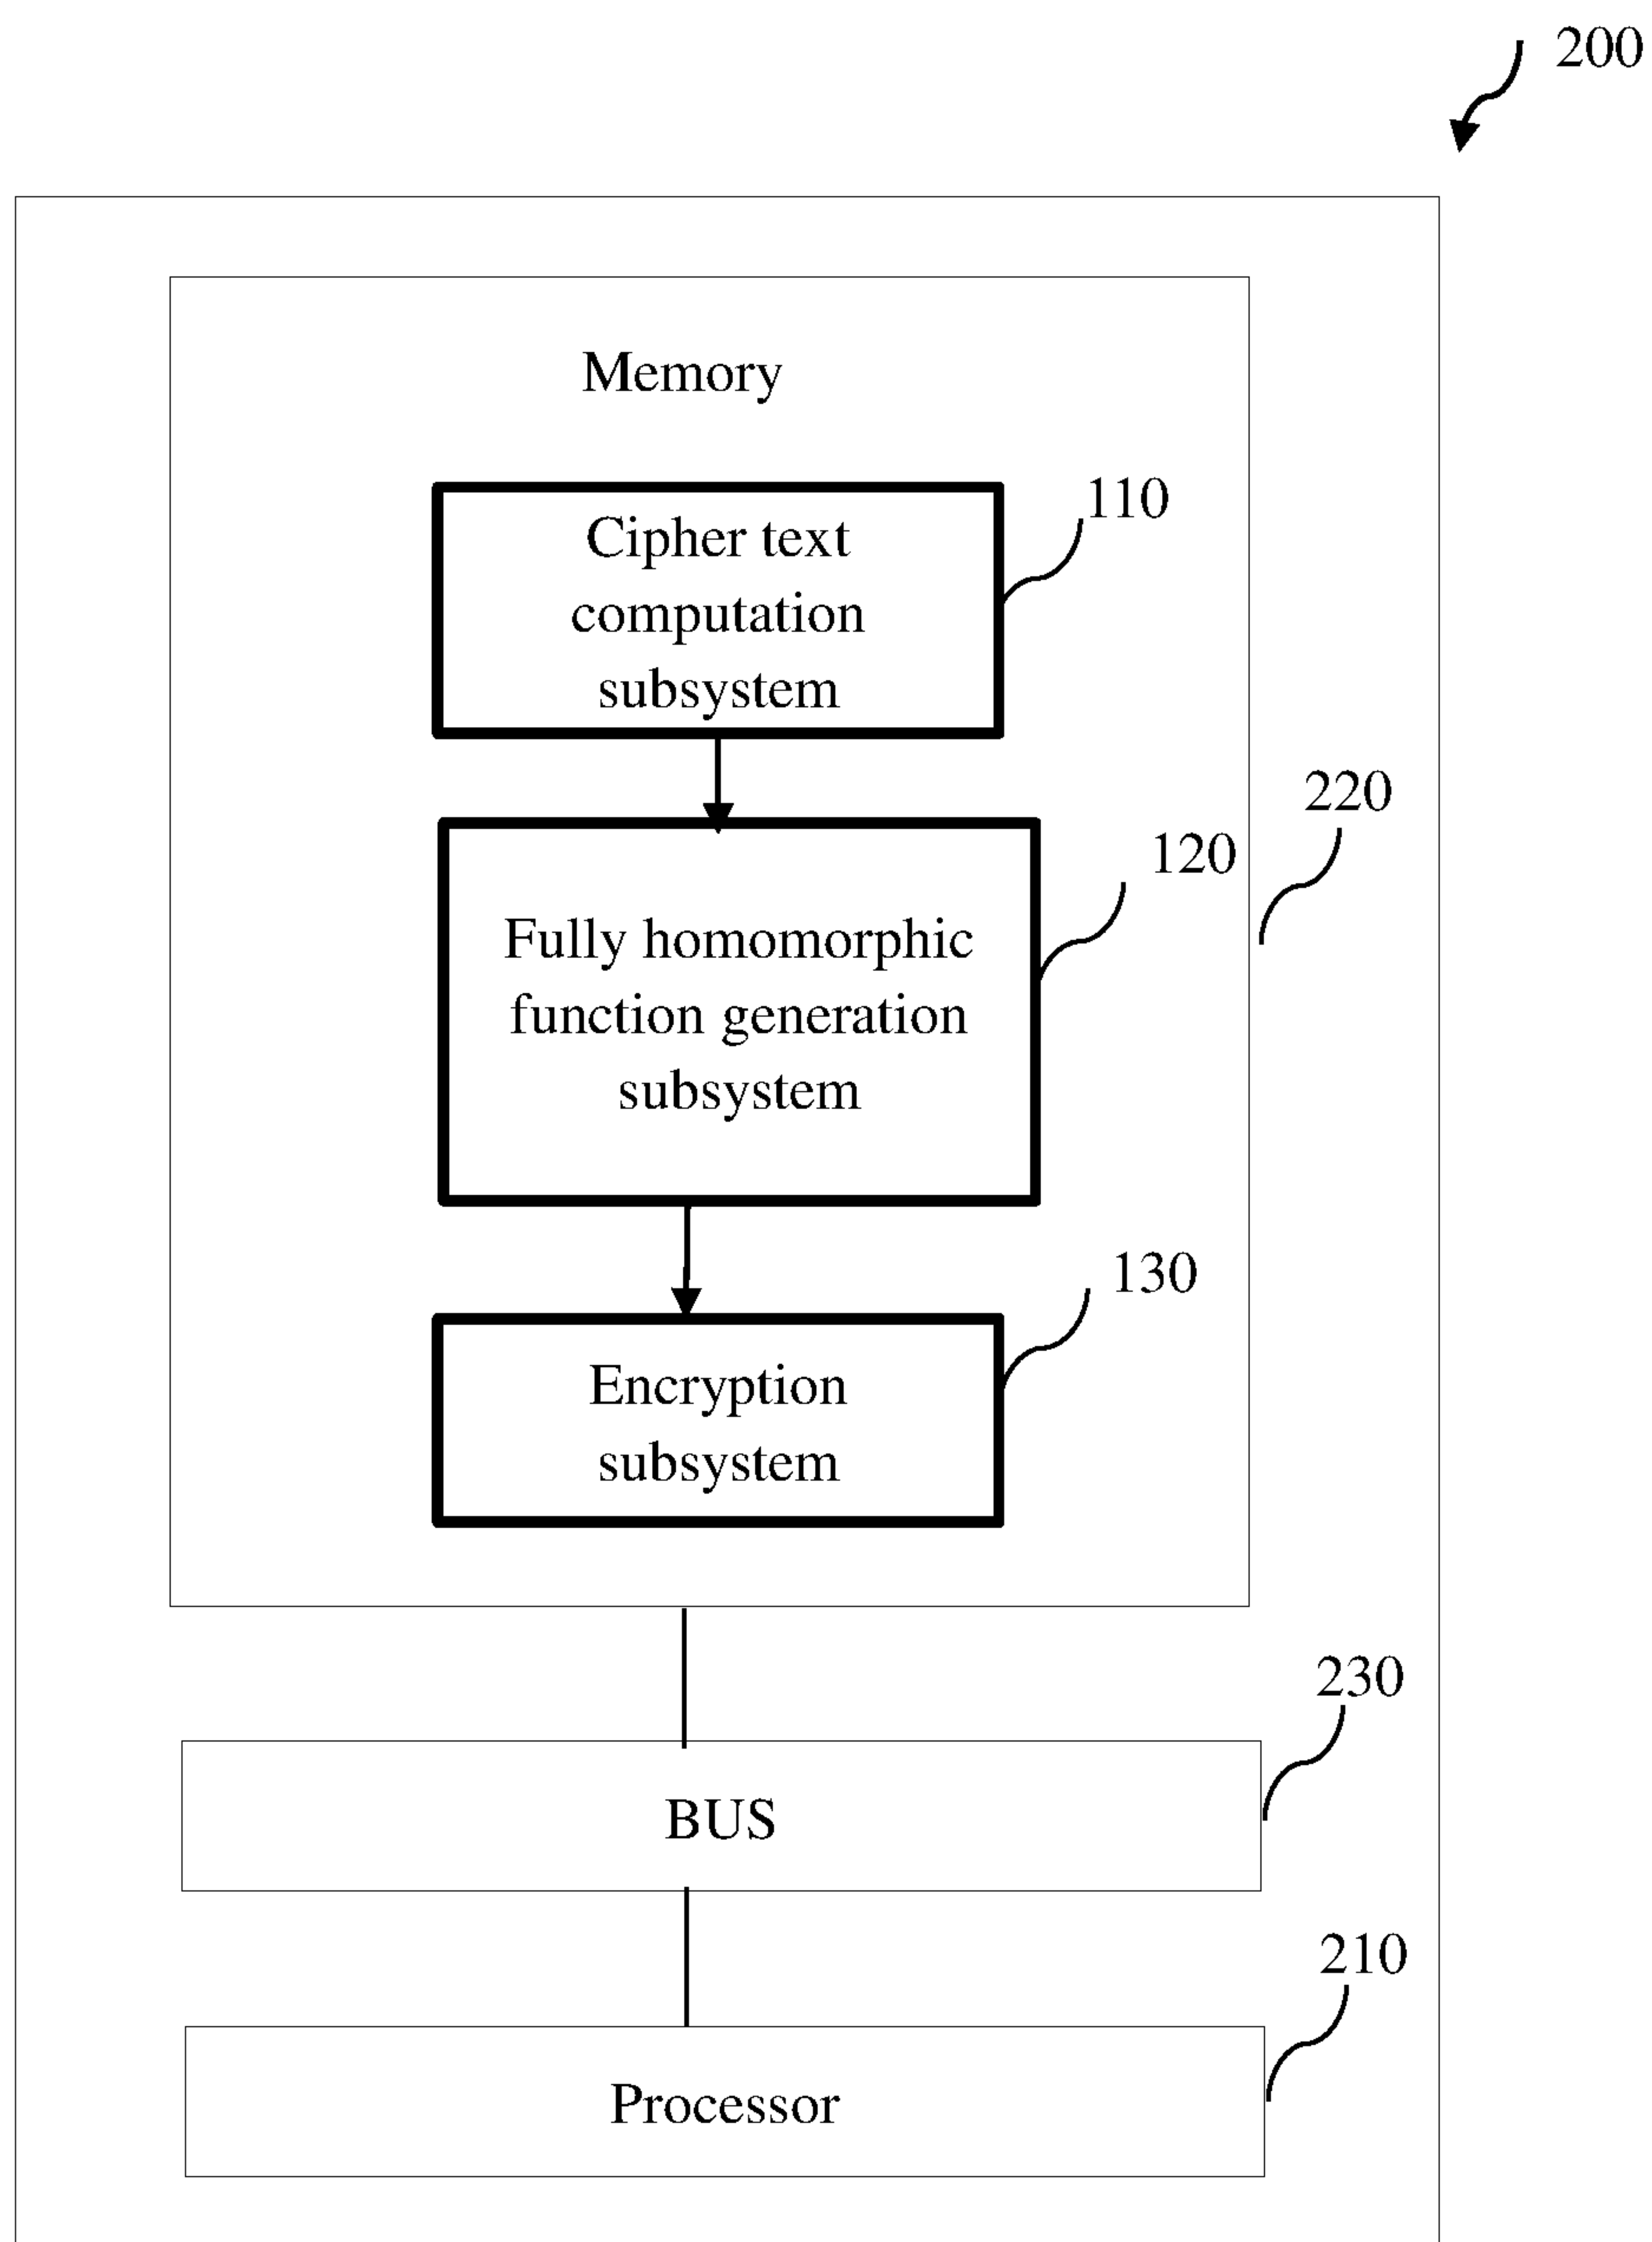 200
Memory
110
Cipher text
computation
subsystem
220
120
Fully homomorphic
function generation
subsystem
130
Encryption
subsystem
230
BUS
210
Processor